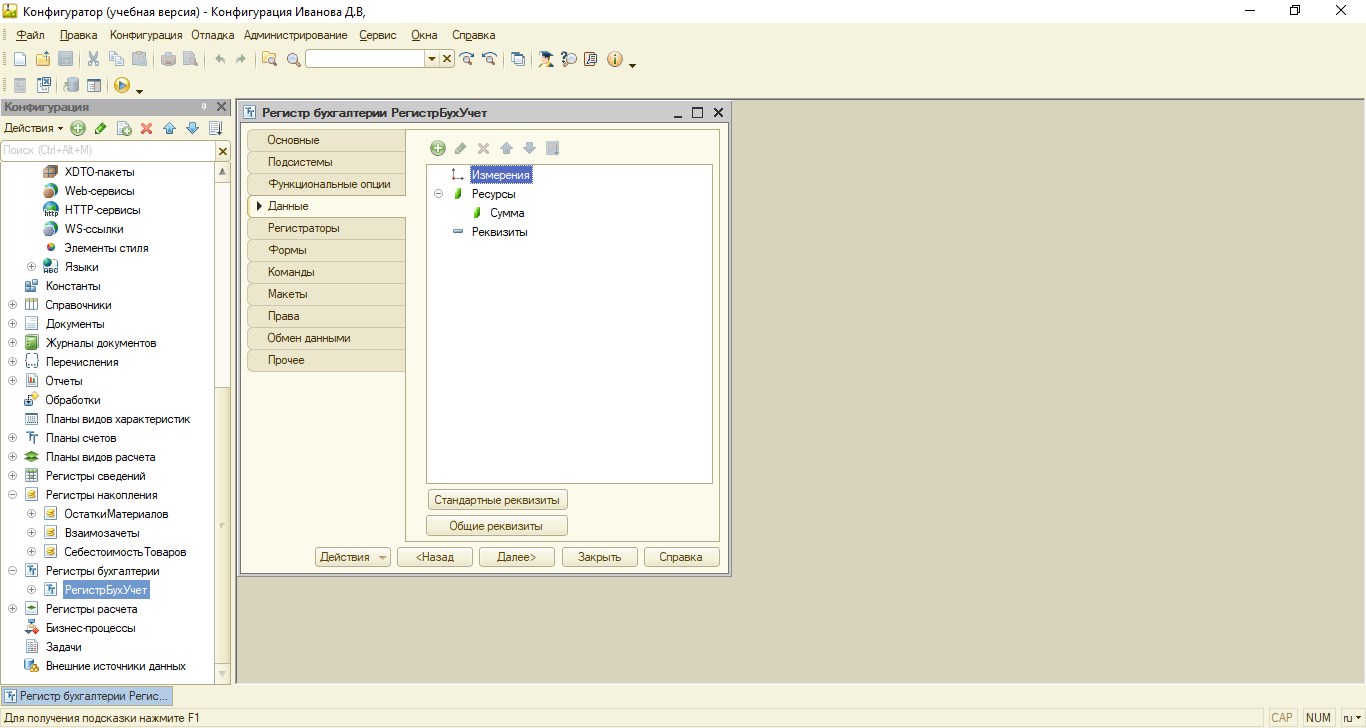 Конфигуратор (учебная версия) - Конфигурация Иванова Д.В,
Файл Правка Конфигурация Отладка Администрирование Сервис Окна Справка
Конфигурация
Действия
Поиск (Ctrl+Alt+M)
XDTO-пакеты
Web-сервисы
HTTP-сервисы
WS-ссылки
Элементы стиля
Языки
Константы
Справочники
Документы
Журналы документов
Перечисления
Отчеты
Обработки
Планы видов характеристик
Планы счетов
Планы видов расчета
Регистры сведений
Регистры накопления
ОстаткиМатериалов
Взаимозачеты
СебестоимостьТоваров
Регистры бухгалтерии
РегистрБухУчет
Регистры расчета
Бизнес-процессы
Задачи
Внешние источники данных
Регистр бухгалтерии РегистрБухУчет
Основные
Подсистемы
Функциональные опции
Данные
Регистраторы
Формы
Команды
Макеты
Права
Обмен данными
Прочее
Измерения
Ресурсы
Сумма
Реквизиты
Стандартные реквизиты
Общие реквизиты
Действия <Назад Далее> Закрыть Справка
Регистр бухгалтерии Регис...
Для получения подсказки нажмите F1
CAP NUM ru